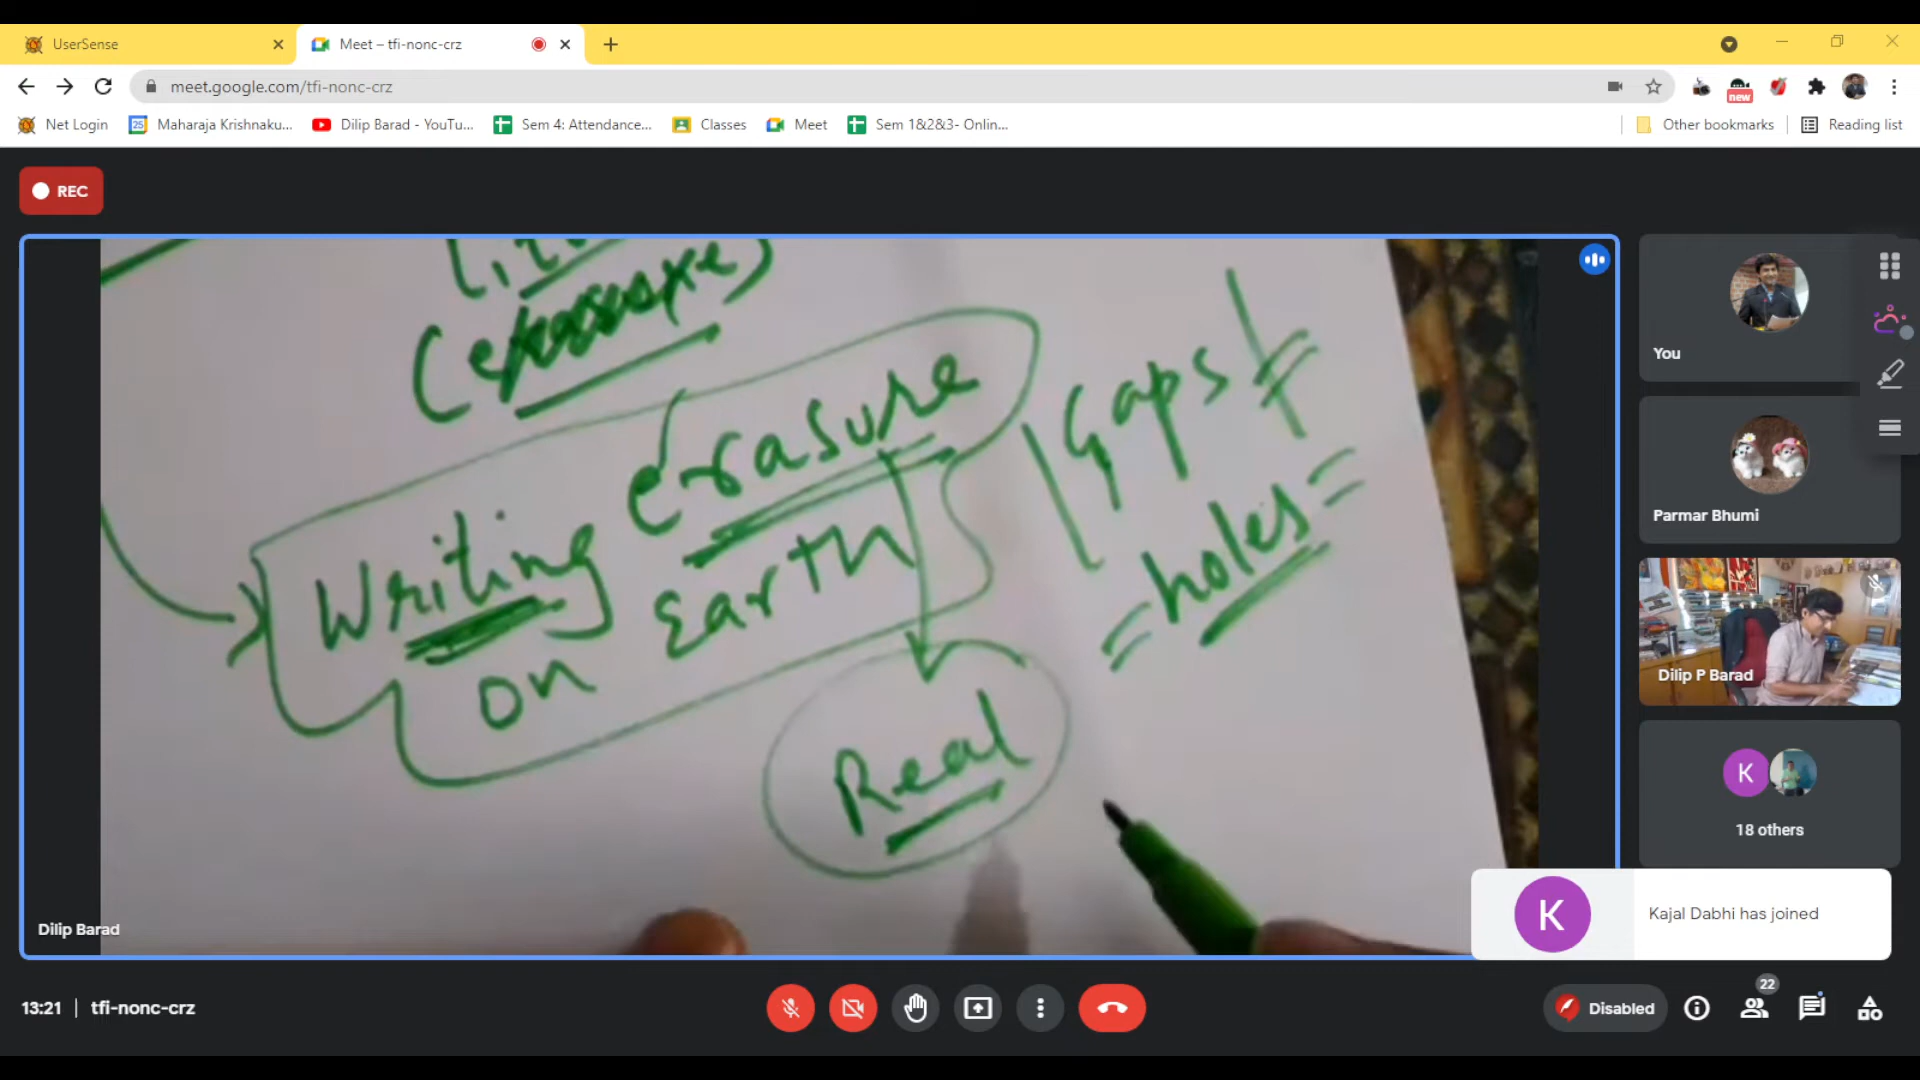 UserSense
Meet – tfi-nonc-crz
meet.google.com/tfi-nonc-crz
new
Net Login
25
Maharaja Krishnaku...
Dilip Barad - YouTu...
Sem 4: Attendance...
Classes
Meet
Sem 1&2&3- Onlin...
Other bookmarks
Reading list
REC
erasure
Writing
on Earth
Gaps
= holes =
Real
Dilip Barad
You
Parmar Bhumi
Dilip P Barad
K
18 others
K
Kajal Dabhi has joined
13:21 | tfi-nonc-crz
Disabled
22